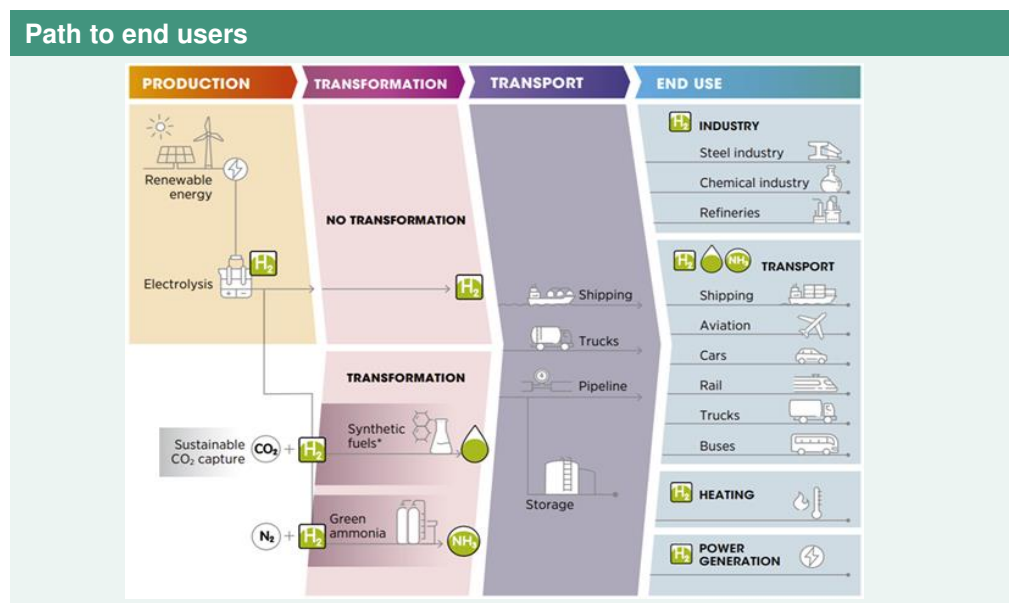 Path to end users
PRODUCTION
TRANSFORMATION
TRANSPORT
END USE
Renewable
energy
Electrolysis
H₂
NO TRANSFORMATION
H₂
TRANSFORMATION
Sustainable
CO₂ capture
CO₂ + H₂
Synthetic
fuels*
N₂ + H₂
Green
ammonia
NH₃
Shipping
Trucks
Pipeline
Storage
H₂ INDUSTRY
Steel industry
Chemical industry
Refineries
H₂ NH₃ TRANSPORT
Shipping
Aviation
Cars
Rail
Trucks
Buses
H₂ HEATING
H₂ POWER
GENERATION